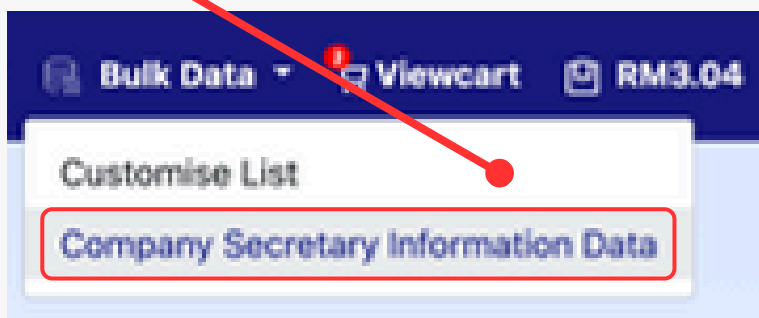 Bulk Data Viewcart RM3.04
Customise List
Company Secretary Information Data